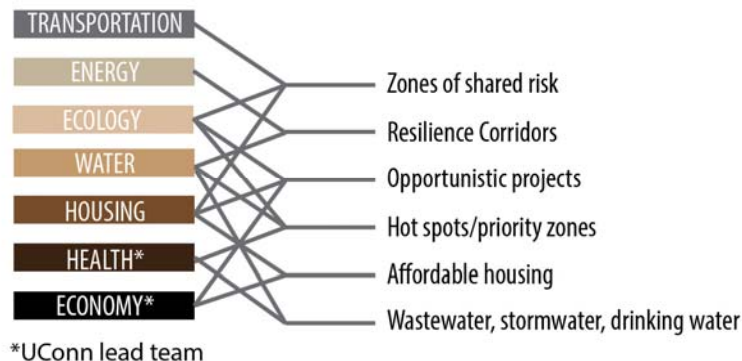 TRANSPORTATION
ENERGY
ECOLOGY
WATER
HOUSING
HEALTH*
ECONOMY*
*UConn lead team
Zones of shared risk
Resilience Corridors
Opportunistic projects
Hot spots/priority zones
Affordable housing
Wastewater, stormwater, drinking water